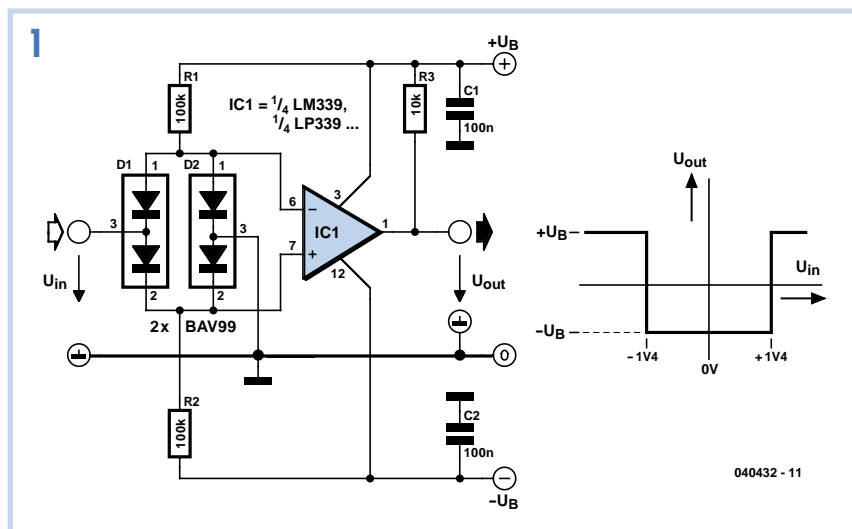 1
+UB
R1
100k
IC1 = 1/4 LM339,
1/4 LP339 ...
R3
10k
C1
100n
D1
1
D2
1
3
3
2
2
6
7
3
12
1
−
+
IC1
Uin
2x BAV99
Uout
0
R2
100k
C2
100n
−UB
Uout
+UB
Uin
−UB
−1V4
0V
+1V4
040432 - 11